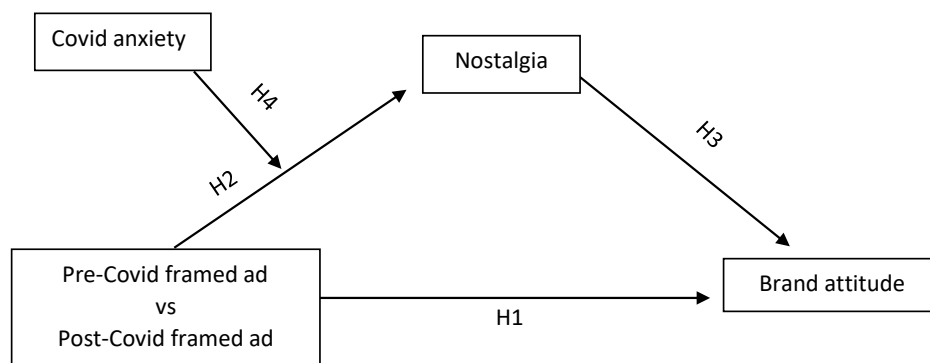 Covid anxiety
Nostalgia
H4
H3
H2
Pre-Covid framed ad
vs
Post-Covid framed ad
Brand attitude
H1